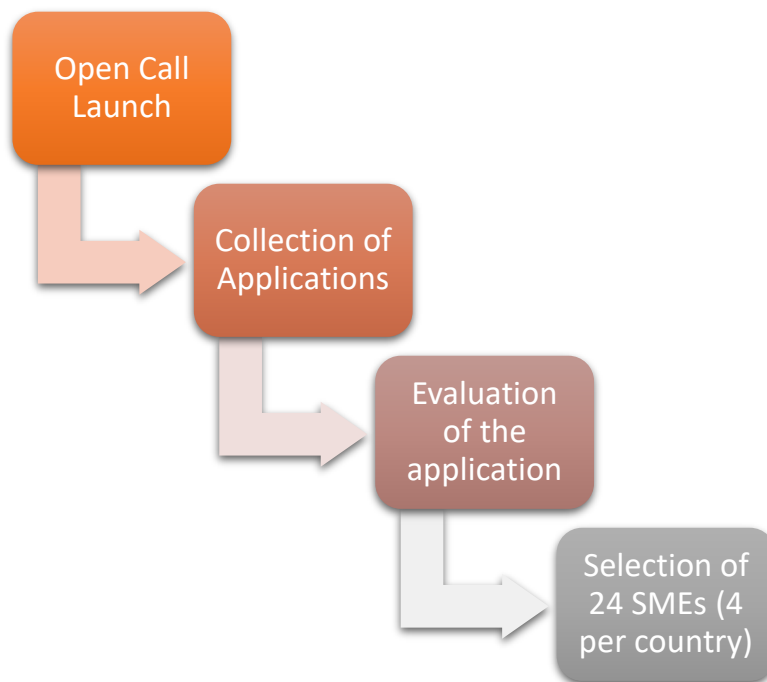 Open Call
Launch
Collection of
Applications
Evaluation
of the
application
Selection of
24 SMEs (4
per country)